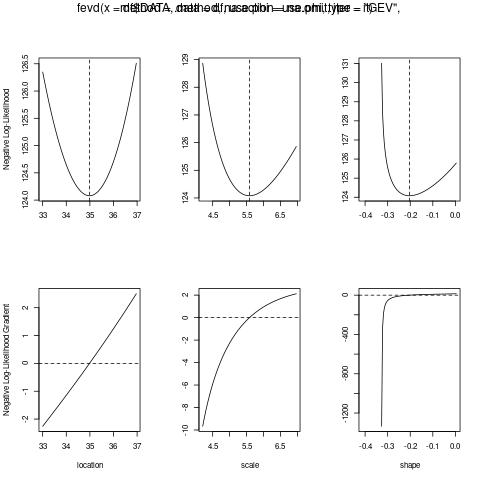 fevd(x =
type = "GEV",
Negative Log-Likelihood
124.0 124.5 125.0 125.5 126.0 126.5
33 34 35 36 37
124 125 126 127 128 129
4.5 5.5 6.5
124 125 126 127 128 129 130 131
-0.4 -0.3 -0.2 -0.1 0.0
Negative Log-Likelihood Gradient
-2 -1 0 1 2
33 34 35 36 37
location
-10 -8 -6 -4 -2 0 2
4.5 5.5 6.5
scale
-1200 -800 -400 0
-0.4 -0.3 -0.2 -0.1 0.0
shape